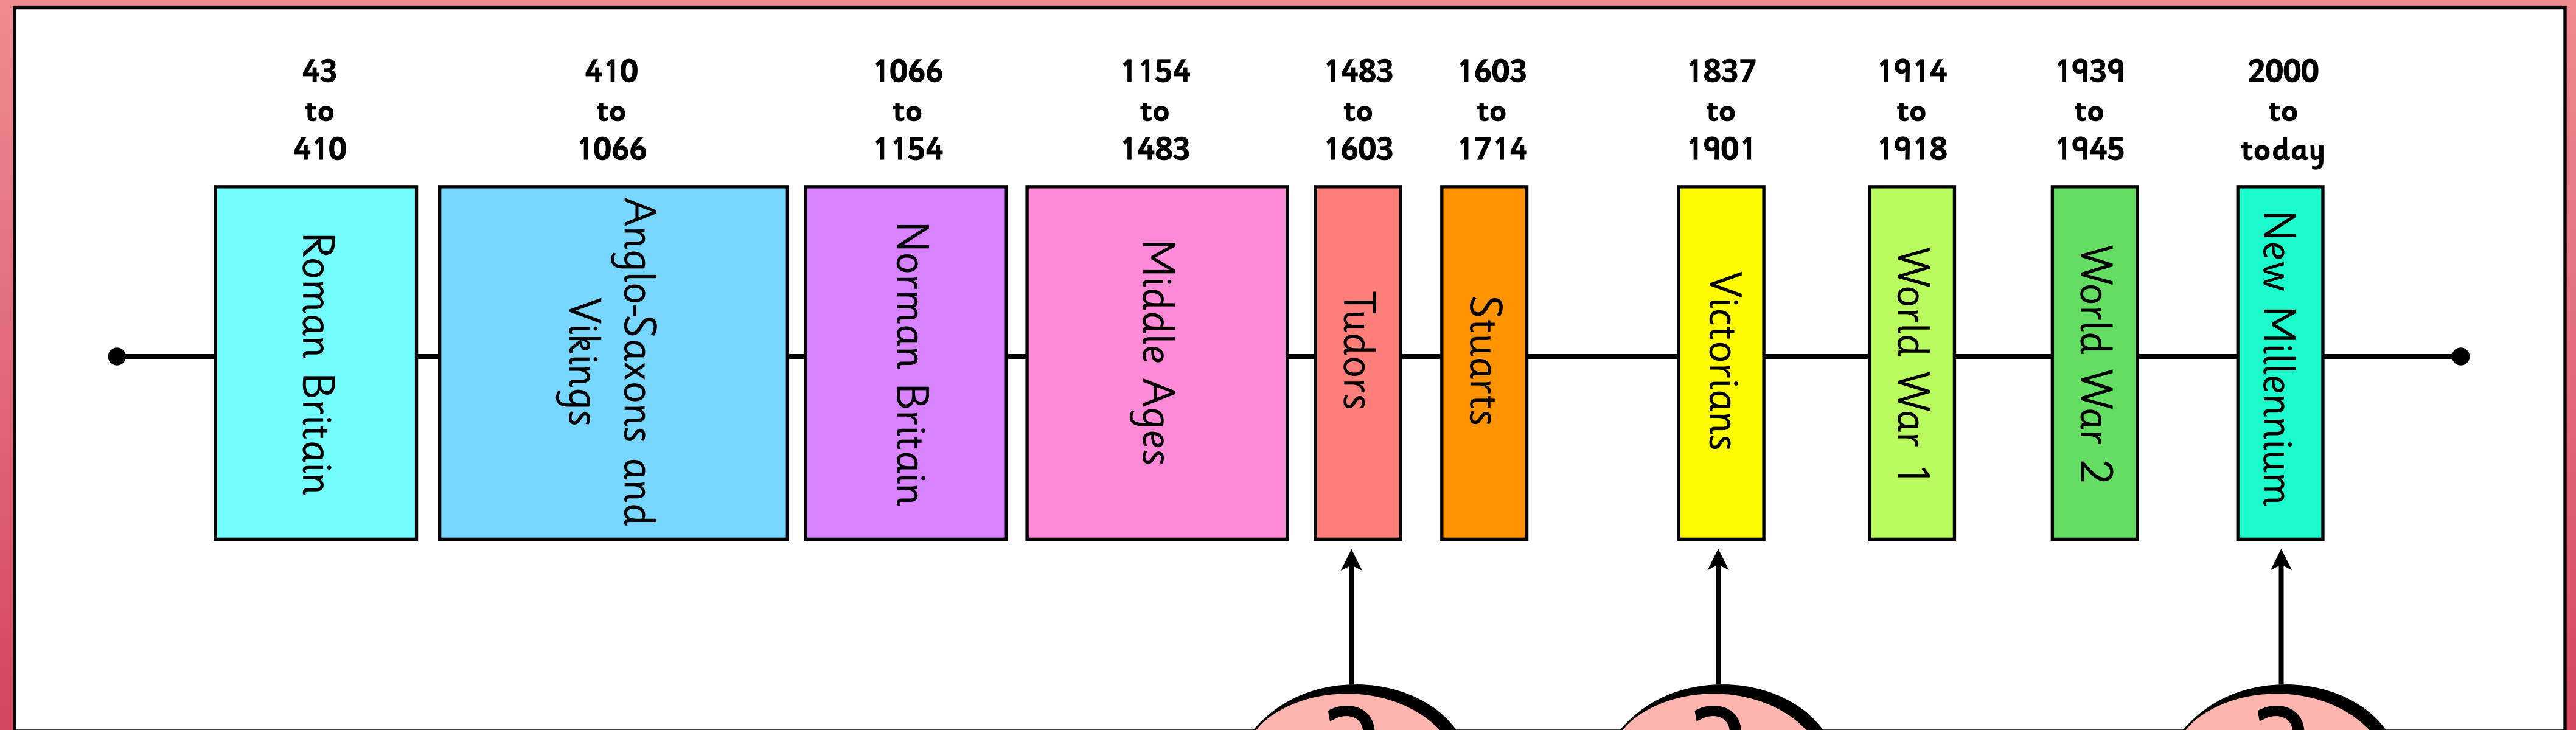 43
to
410
410
to
1066
1066
to
1154
1154
to
1483
1483
to
1603
1603
to
1714
1837
to
1901
1914
to
1918
1939
to
1945
2000
to
today
Roman Britain
Anglo-Saxons and
Vikings
Norman Britain
Middle Ages
Tudors
Stuarts
Victorians
World War 1
World War 2
New Millennium